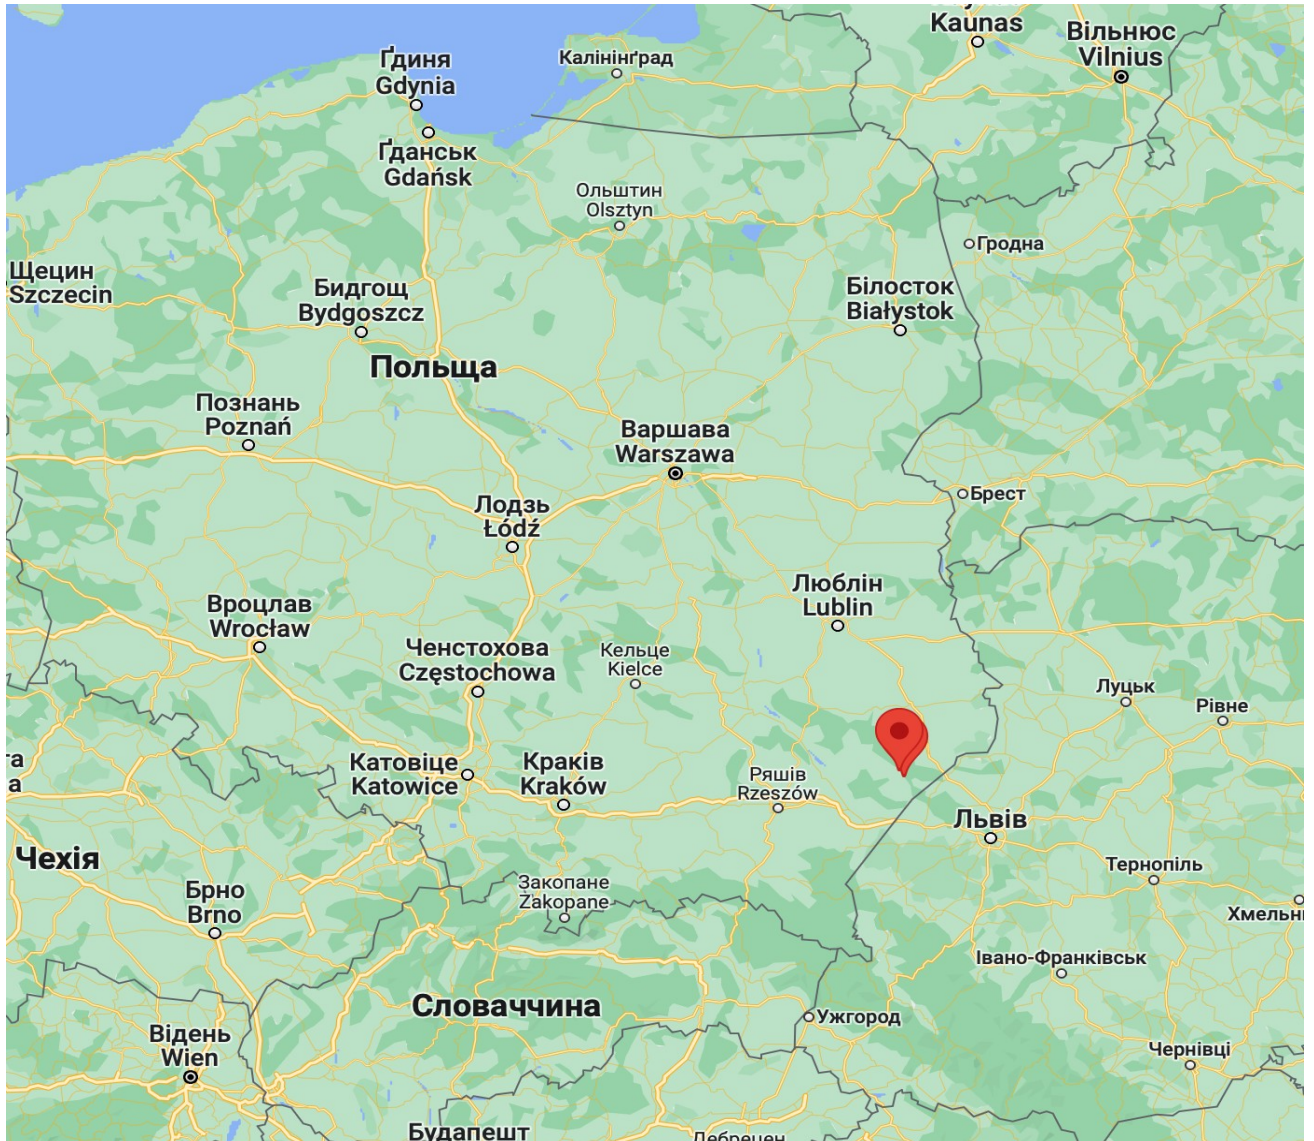 Kaunas
Вільнюс
Vilnius
Ґдиня
Gdynia
Калінінґрад
Ґданськ
Gdańsk
Ольштин
Olsztyn
Гродна
Щецин
Szczecin
Бидгощ
Bydgoszcz
Білосток
Białystok
Польща
Познань
Poznań
Варшава
Warszawa
Брест
Лодзь
Łódź
Люблін
Lublin
Вроцлав
Wrocław
Ченстохова
Częstochowa
Кельце
Kielce
Луцьк
Рівне
Катовіце
Katowice
Краків
Kraków
Ряшів
Rzeszów
Львів
Чехія
Тернопіль
Брно
Brno
Закопане
Zakopane
Івано-Франківськ
Словаччина
Ужгород
Відень
Wien
Чернівці
Будапешт